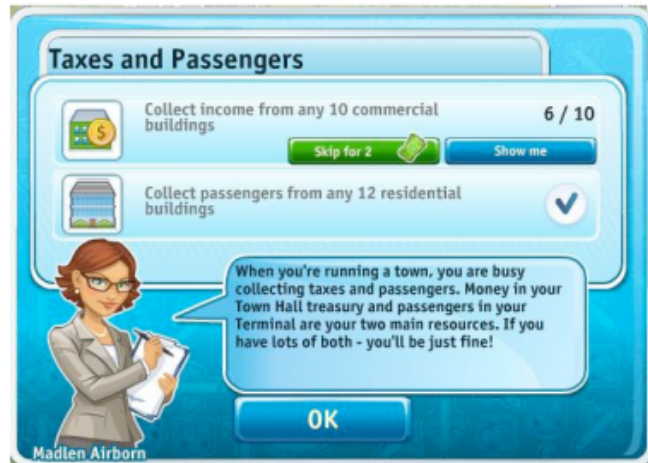 Taxes and Passengers
Collect income from any 10 commercial
buildings
6 / 10
Skip for 2
Show me
Collect passengers from any 12 residential
buildings
When you're running a town, you are busy
collecting taxes and passengers. Money in your
Town Hall treasury and passengers in your
Terminal are your two main resources. If you
have lots of both - you'll be just fine!
OK
Madlen Airborn